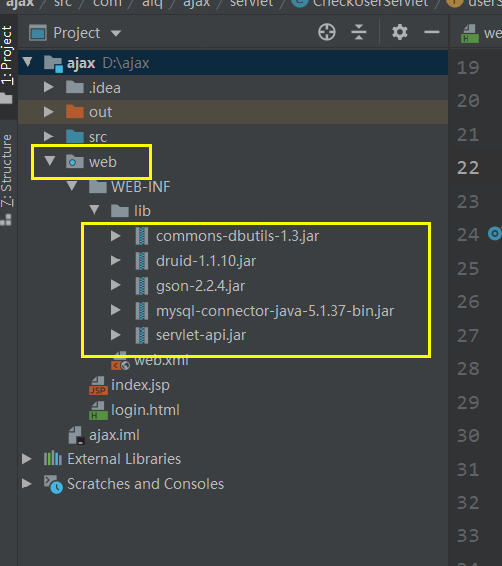 ajax / src / com / ajax / servlet / CheckUserServlet
1: Project
Z: Structure
Project
we
ajax D:\ajax
.idea
out
src
web
WEB-INF
lib
commons-dbutils-1.3.jar
druid-1.1.10.jar
gson-2.2.4.jar
mysql-connector-java-5.1.37-bin.jar
servlet-api.jar
web.xml
index.jsp
login.html
ajax.iml
External Libraries
Scratches and Consoles
19
20
21
22
23
24
25
26
27
28
29
30
31
32
33